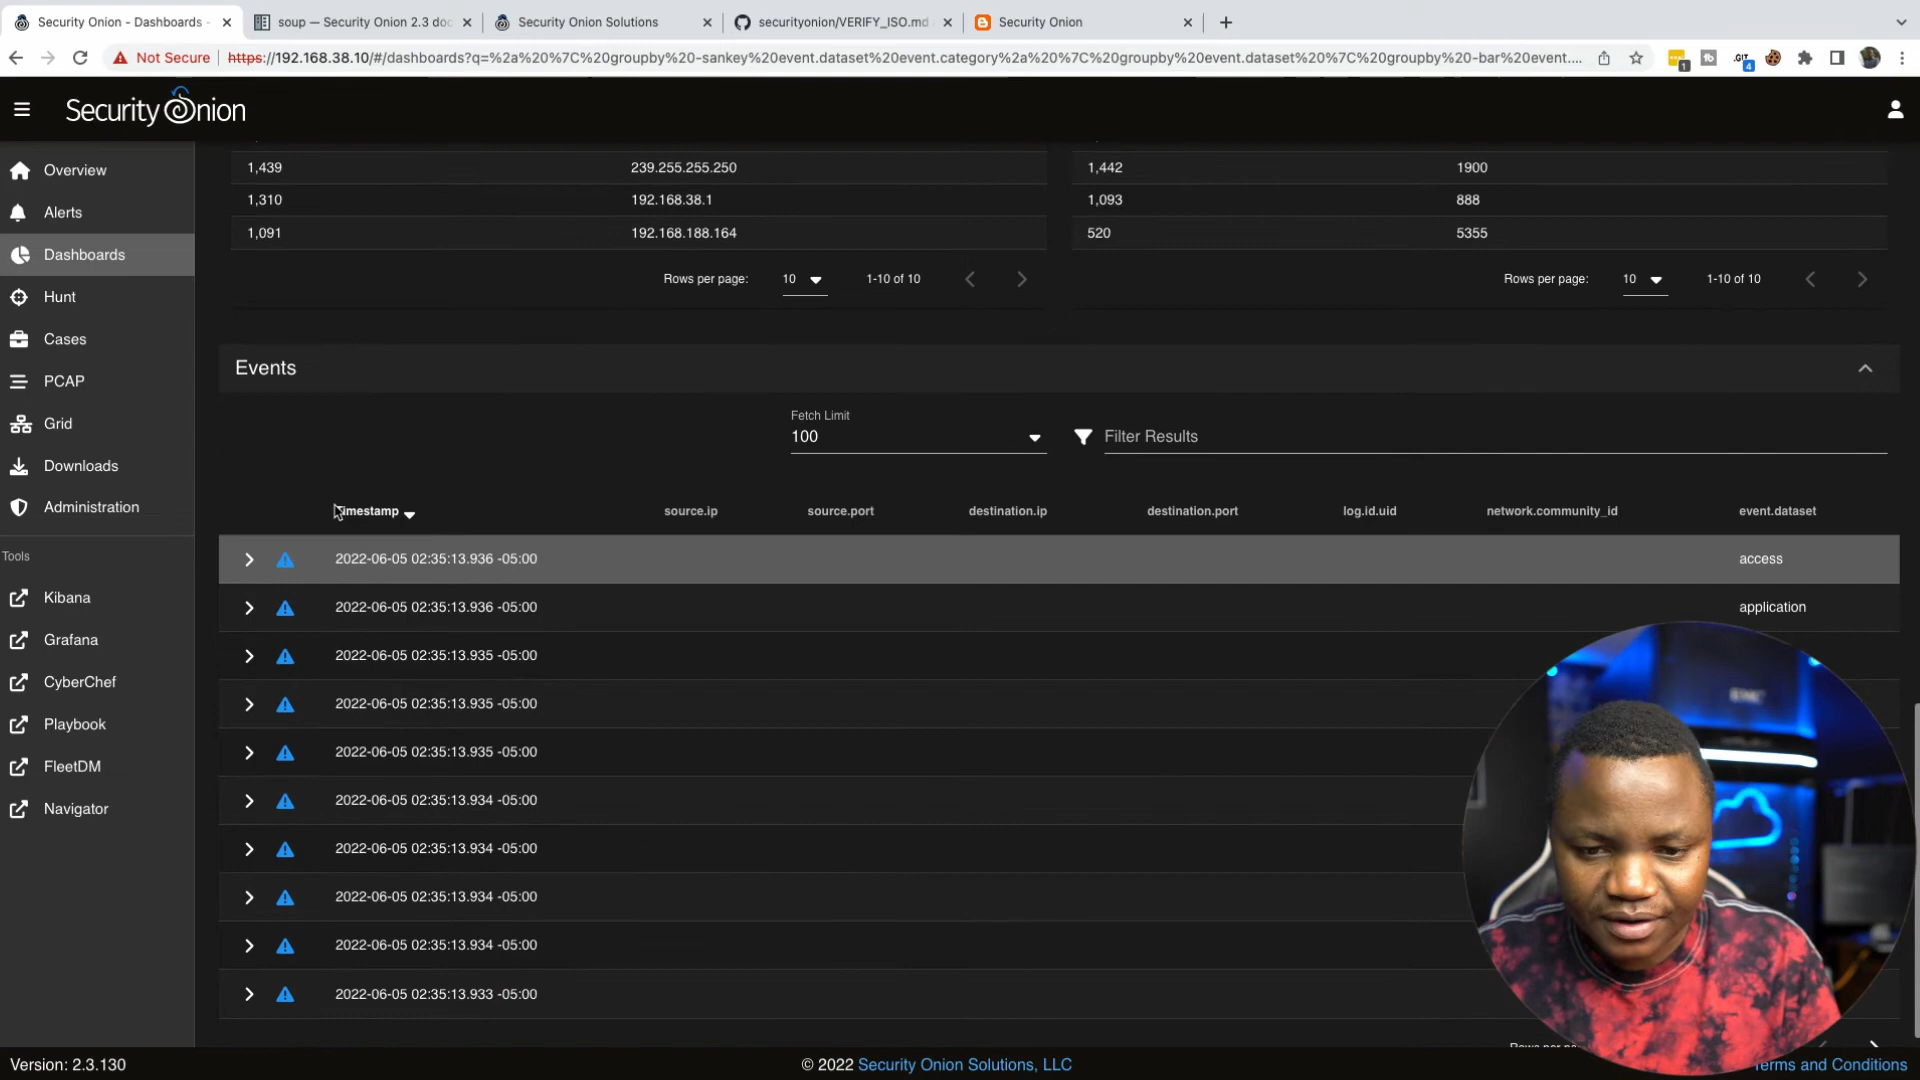 Security Onion - Dashboards -
soup — Security Onion 2.3 doc
Security Onion Solutions
securityonion/VERIFY_ISO.md
Security Onion
Not Secure
https://192.168.38.10/#/dashboards?q=%2a%20%7C%20groupby%20-sankey%20event.dataset%20event.category%2a%20%7C%20groupby%20event.dataset%20%7C%20groupby%20-bar%20event....
1
GIT
4
Security Onion
Overview
Alerts
Dashboards
Hunt
Cases
PCAP
Grid
Downloads
Administration
Tools
Kibana
Grafana
CyberChef
Playbook
FleetDM
Navigator
1,439 239.255.255.250
1,310 192.168.38.1
1,091 192.168.188.164
Rows per page: 10 1-10 of 10
1,442 1900
1,093 888
520 5355
Rows per page: 10 1-10 of 10
Events
Fetch Limit
100
Filter Results
Timestamp source.ip source.port destination.ip destination.port log.id.uid network.community_id event.dataset
2022-06-05 02:35:13.936 -05:00 access
2022-06-05 02:35:13.936 -05:00 application
2022-06-05 02:35:13.935 -05:00
2022-06-05 02:35:13.935 -05:00
2022-06-05 02:35:13.935 -05:00
2022-06-05 02:35:13.934 -05:00
2022-06-05 02:35:13.934 -05:00
2022-06-05 02:35:13.934 -05:00
2022-06-05 02:35:13.934 -05:00
2022-06-05 02:35:13.933 -05:00
Version: 2.3.130
© 2022 Security Onion Solutions, LLC
Terms and Conditions